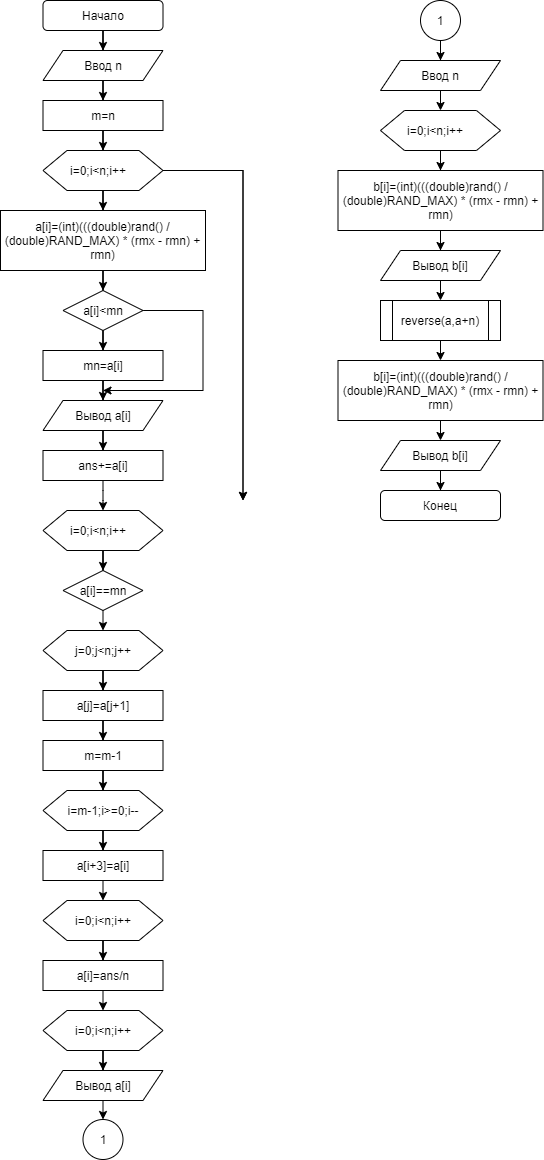 Начало
Ввод n
m=n
i=0;i<n;i++
a[i]=(int)(((double)rand() /
(double)RAND_MAX) * (rmx - rmn) +
rmn)
a[i]<mn
mn=a[i]
Вывод a[i]
ans+=a[i]
i=0;i<n;i++
a[i]==mn
j=0;j<n;j++
a[j]=a[j+1]
m=m-1
i=m-1;i>=0;i--
a[i+3]=a[i]
i=0;i<n;i++
a[i]=ans/n
i=0;i<n;i++
Вывод a[i]
1
1
Ввод n
i=0;i<n;i++
b[i]=(int)(((double)rand() /
(double)RAND_MAX) * (rmx - rmn) +
rmn)
Вывод b[i]
reverse(a,a+n)
b[i]=(int)(((double)rand() /
(double)RAND_MAX) * (rmx - rmn) +
rmn)
Вывод b[i]
Конец